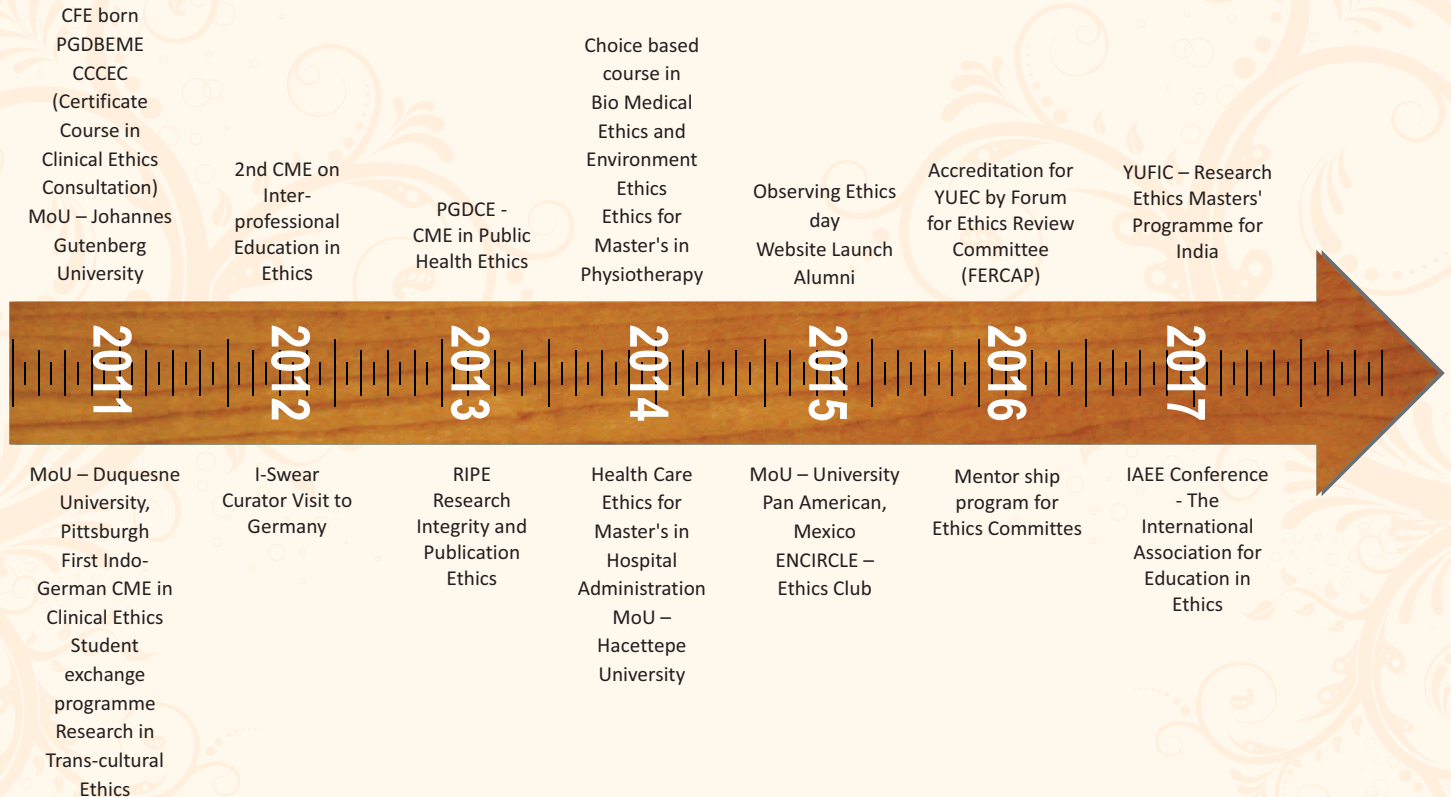 CFE born
PGDBEME
CCCEC
(Certificate
Course in
Clinical Ethics
Consultation)
MoU – Johannes
Gutenberg
University
2nd CME on
Inter-
professional
Education in
Ethics
PGDCE -
CME in Public
Health Ethics
Choice based
course in
Bio Medical
Ethics and
Environment
Ethics
Ethics for
Master's in
Physiotherapy
Observing Ethics
day
Website Launch
Alumni
Accreditation for
YUEC by Forum
for Ethics Review
Committee
(FERCAP)
YUFIC – Research
Ethics Masters'
Programme for
India
2011
2012
2013
2014
2015
2016
2017
MoU – Duquesne
University,
Pittsburgh
First Indo-
German CME in
Clinical Ethics
Student
exchange
programme
Research in
Trans-cultural
Ethics
I-Swear
Curator Visit to
Germany
RIPE
Research
Integrity and
Publication
Ethics
Health Care
Ethics for
Master's in
Hospital
Administration
MoU –
Hacettepe
University
MoU – University
Pan American,
Mexico
ENCIRCLE –
Ethics Club
Mentor ship
program for
Ethics Committes
IAEE Conference
- The
International
Association for
Education in
Ethics